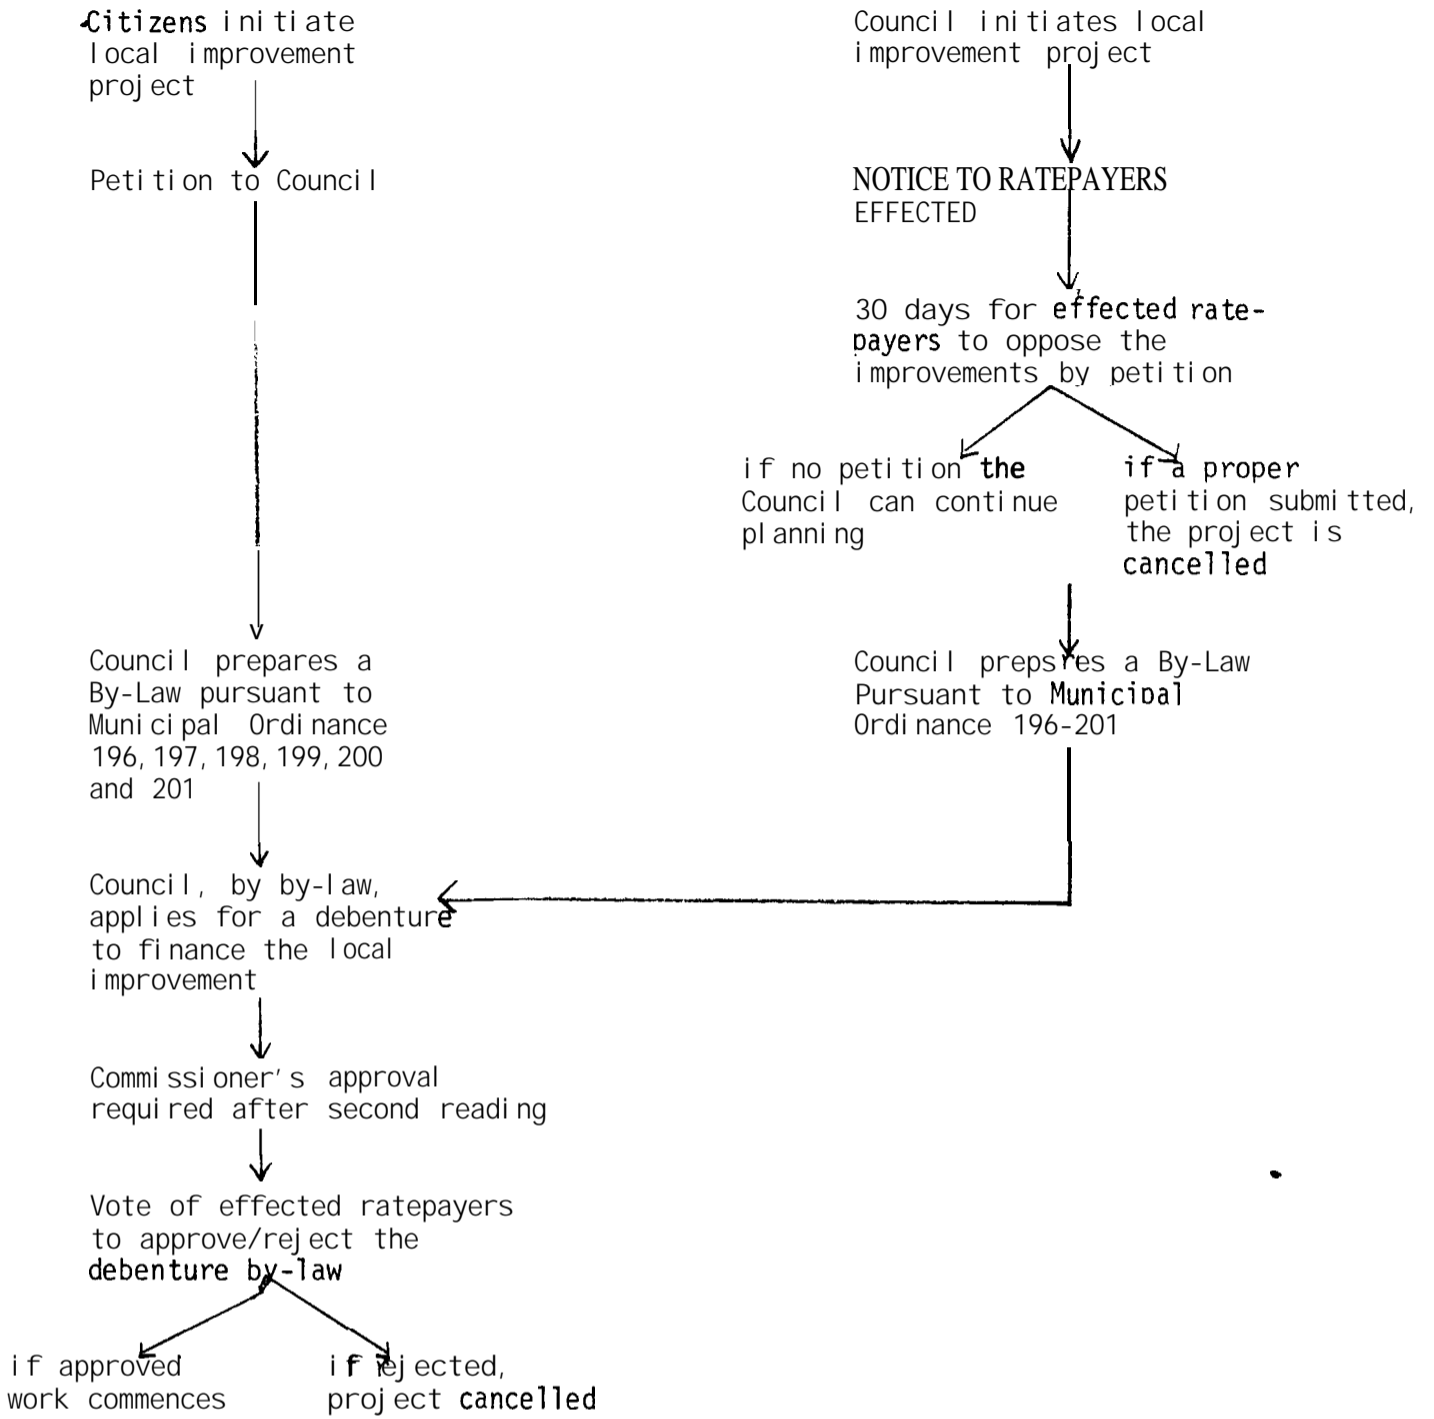 Citizens initiate
local improvement
project
Petition to Council
Council prepares a
By-Law pursuant to
Municipal Ordinance
196, 197, 198, 199, 200
and 201
Council, by by-law,
applies for a debenture
to finance the local
improvement
Commissioner's approval
required after second reading
Vote of effected ratepayers
to approve/reject the
debenture by-law
if approved
work commences
if rejected,
project cancelled
Council initiates local
improvement project
NOTICE TO RATEPAYERS
EFFECTED
30 days for effected rate-
payers to oppose the
improvements by petition
if no petition the
Council can continue
planning
if a proper
petition submitted,
the project is
cancelled
Council prepsres a By-Law
Pursuant to Municipal
Ordinance 196-201